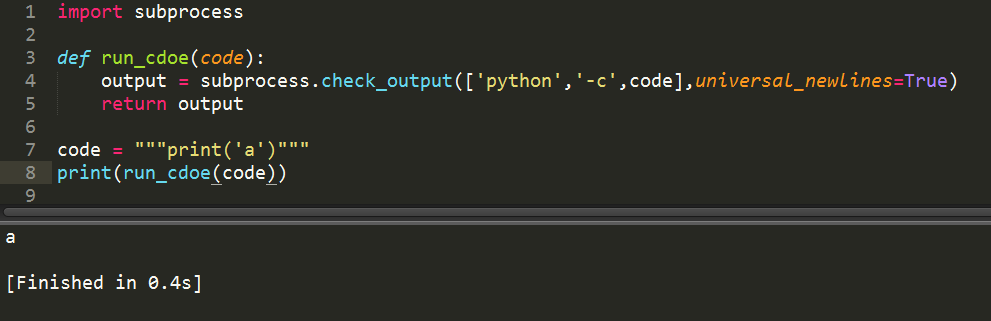 1 import subprocess
2
3 def run_cdoe(code):
4     output = subprocess.check_output(['python','-c',code],universal_newlines=True)
5     return output
6
7 code = """print('a')"""
8 print(run_cdoe(code))
9
a
[Finished in 0.4s]